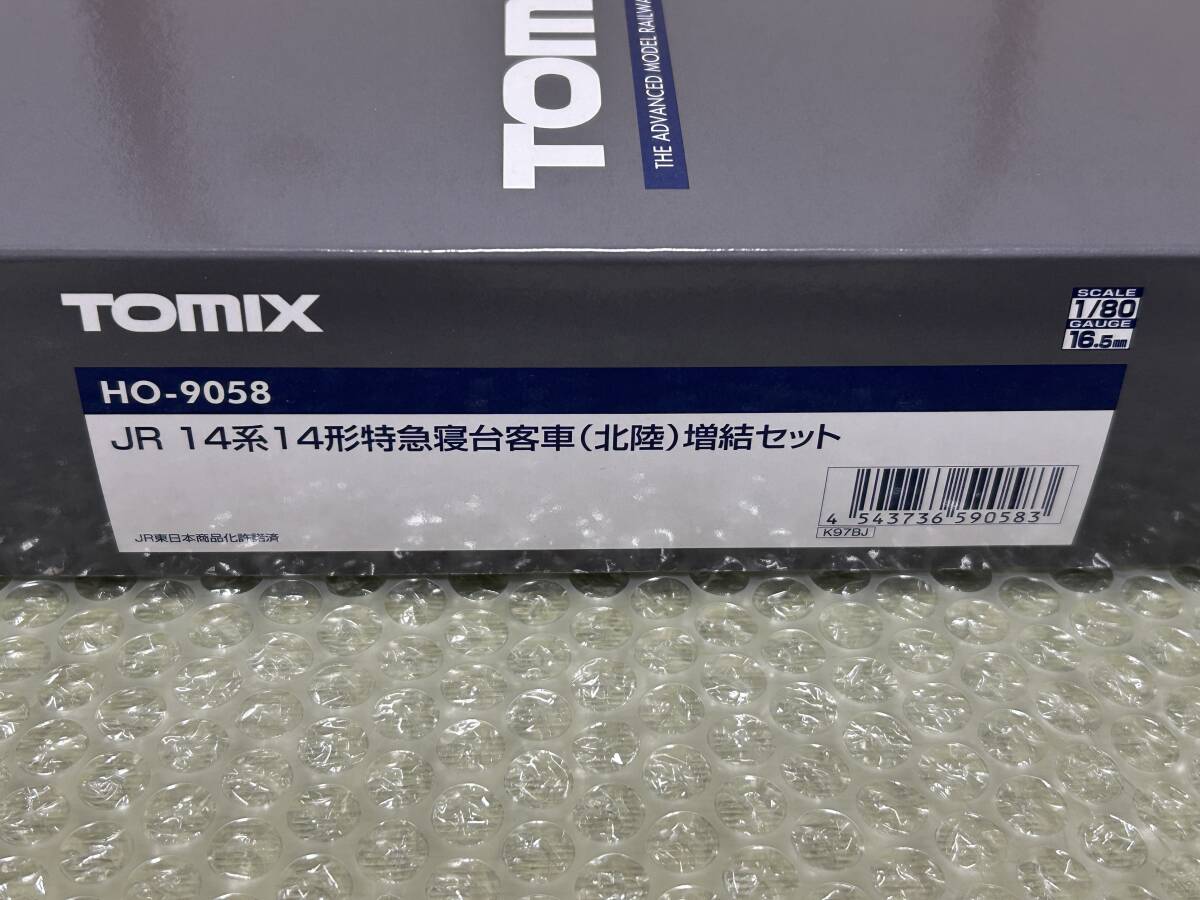 TOM
THE ADVANCED MODEL RAILWA
TOMIX
SCALE
1/80
GAUGE
16.5mm
HO-9058
JR 14系14形特急寝台客車(北陸)増結セット
4 543736 590583
K97BJ
JR東日本商品化許諾済